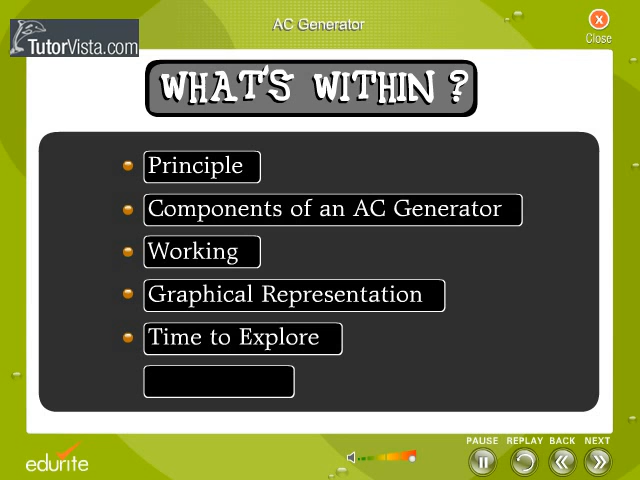 AC Generator
TutorVista.com
Close
WHAT'S WITHIN ?
Principle
Components of an AC Generator
Working
Graphical Representation
Time to Explore
PAUSE REPLAY BACK NEXT
edurite